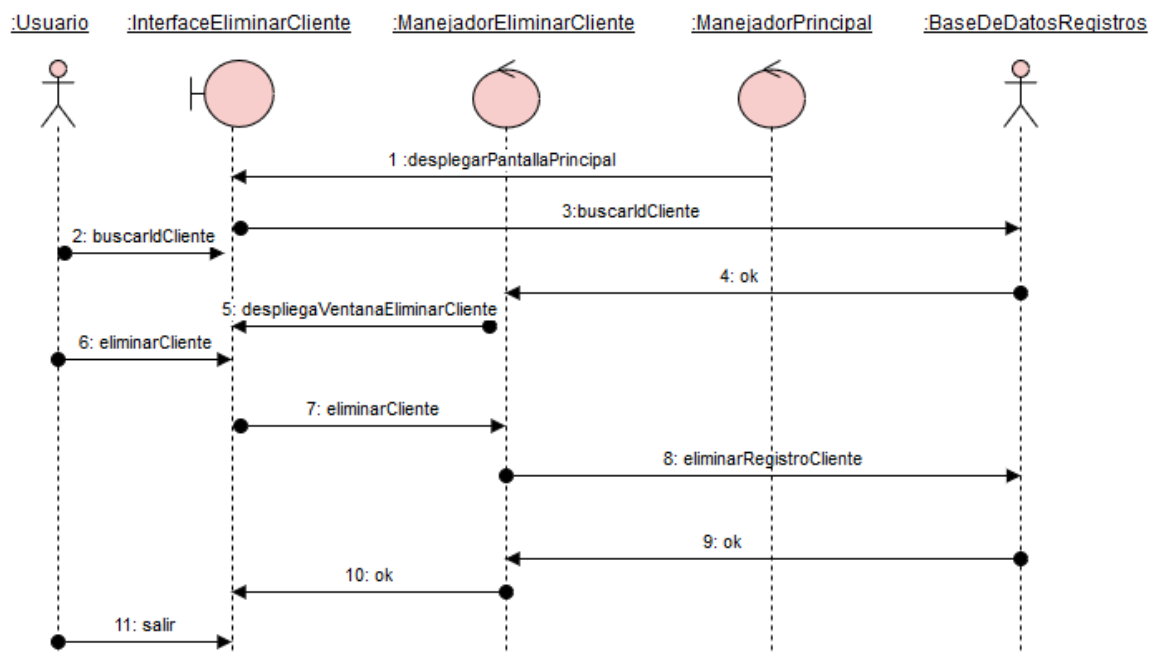 :Usuario
:InterfaceEliminarCliente
:ManejadorEliminarCliente
:ManejadorPrincipal
:BaseDeDatosRegistros
1 :desplegarPantallaPrincipal
3:buscarIdCliente
2: buscarIdCliente
4: ok
5: despliegaVentanaEliminarCliente
6: eliminarCliente
7: eliminarCliente
8: eliminarRegistroCliente
9: ok
10: ok
11: salir